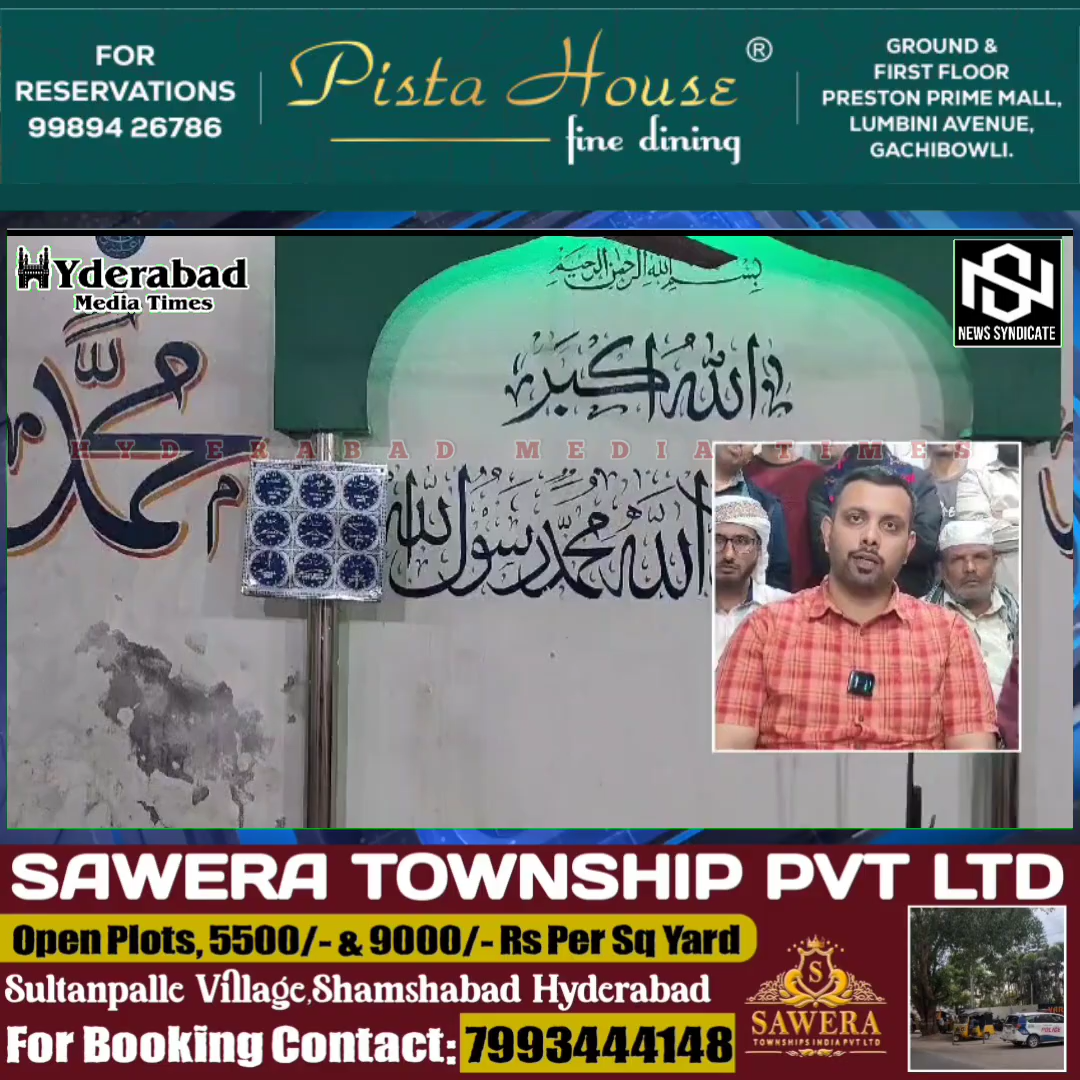 FOR
RESERVATIONS
99894 26786
Pista House ®
fine dining
GROUND &
FIRST FLOOR
PRESTON PRIME MALL,
LUMBINI AVENUE,
GACHIBOWLI.
Hyderabad
Media Times
NEWS SYNDICATE
بسم الله الرحمن الرحيم
الله اكبر
محمد
الله محمد رسول الله
HYDERABAD MEDIA TIMES
SAWERA TOWNSHIP PVT LTD
Open Plots, 5500/- & 9000/- Rs Per Sq Yard
Sultanpalle Village,Shamshabad Hyderabad
For Booking Contact: 7993444148
S
SAWERA
TOWNSHIPS INDIA PVT LTD
POLICE